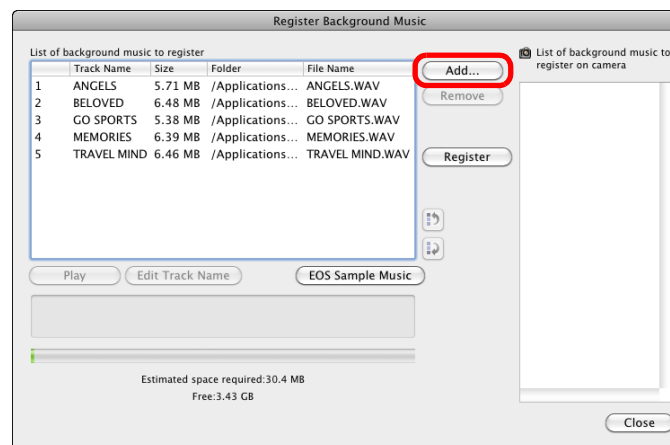 Register Background Music
List of background music to register
Track Name Size Folder File Name
1 ANGELS 5.71 MB /Applications... ANGELS.WAV
2 BELOVED 6.48 MB /Applications... BELOVED.WAV
3 GO SPORTS 5.38 MB /Applications... GO SPORTS.WAV
4 MEMORIES 6.39 MB /Applications... MEMORIES.WAV
5 TRAVEL MIND 6.46 MB /Applications... TRAVEL MIND.WAV
Add...
Remove
Register
Play
Edit Track Name
EOS Sample Music
Estimated space required:30.4 MB
Free:3.43 GB
List of background music to
register on camera
Close